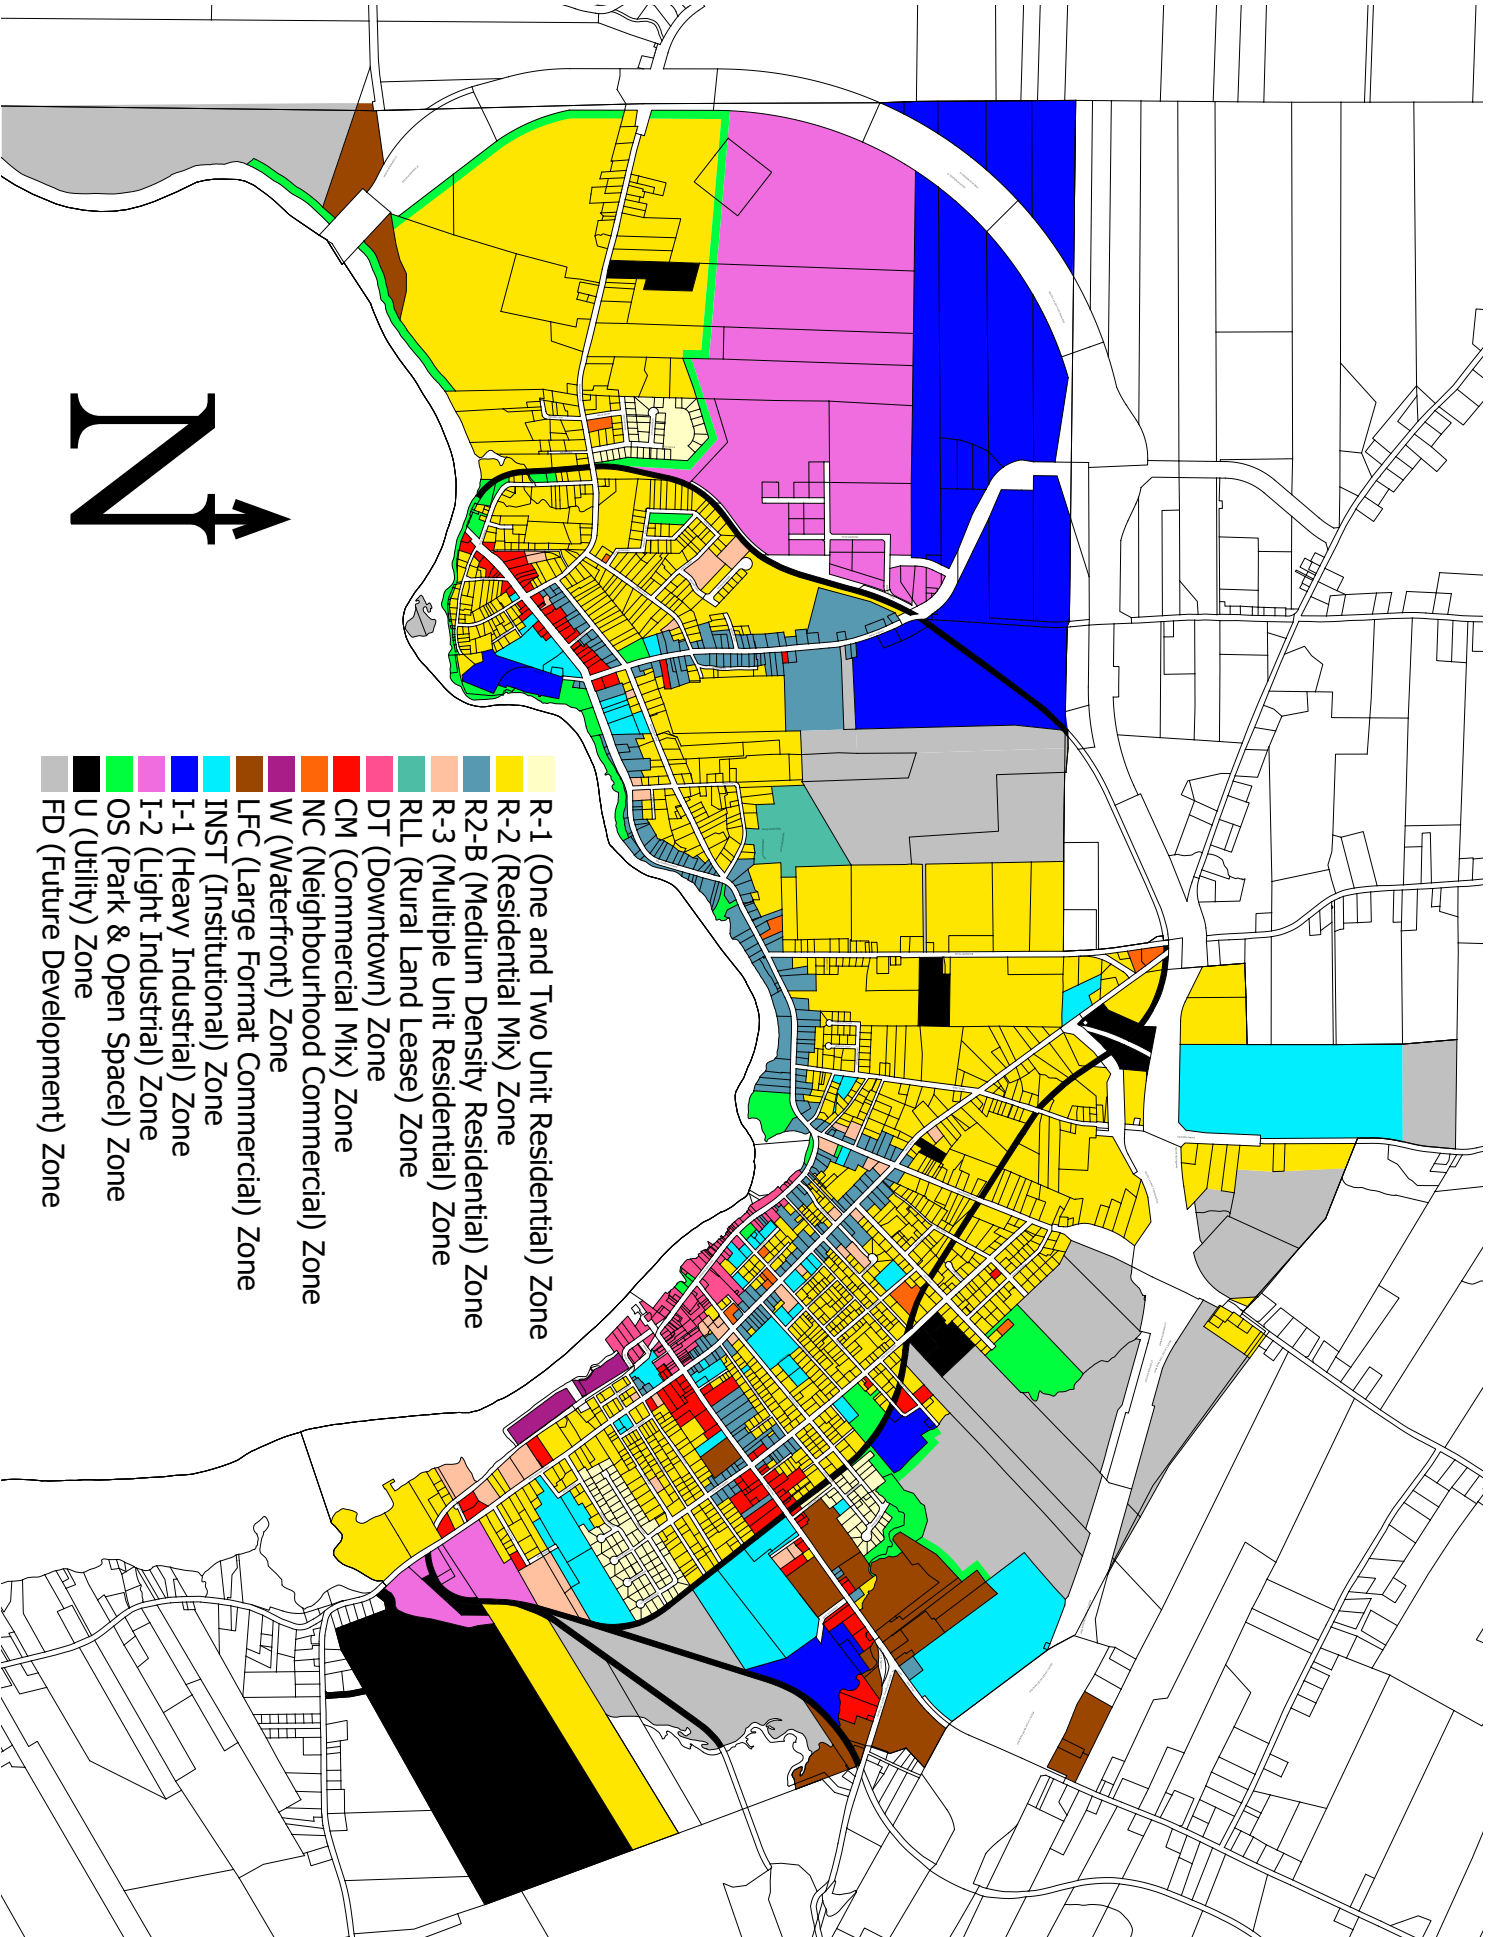 N
R-1 (One and Two Unit Residential) Zone
R-2 (Residential Mix) Zone
R2-B (Medium Density Residential) Zone
R-3 (Multiple Unit Residential) Zone
RLL (Rural Land Lease) Zone
DT (Downtown) Zone
CM (Commercial Mix) Zone
NC (Neighbourhood Commercial) Zone
W (Waterfront) Zone
LFC (Large Format Commercial) Zone
INST (Institutional) Zone
I-1 (Heavy Industrial) Zone
I-2 (Light Industrial) Zone
OS (Park & Open Spacel) Zone
U (Utility) Zone
FD (Future Development) Zone